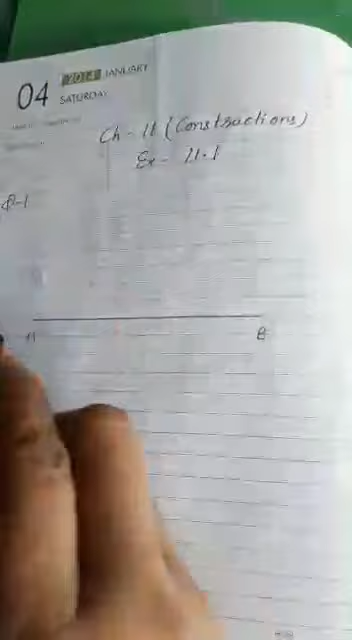 04
2014 JANUARY
SATURDAY
Ch - 11 (Constructions)
Ex - 11.1
Q-1
A B